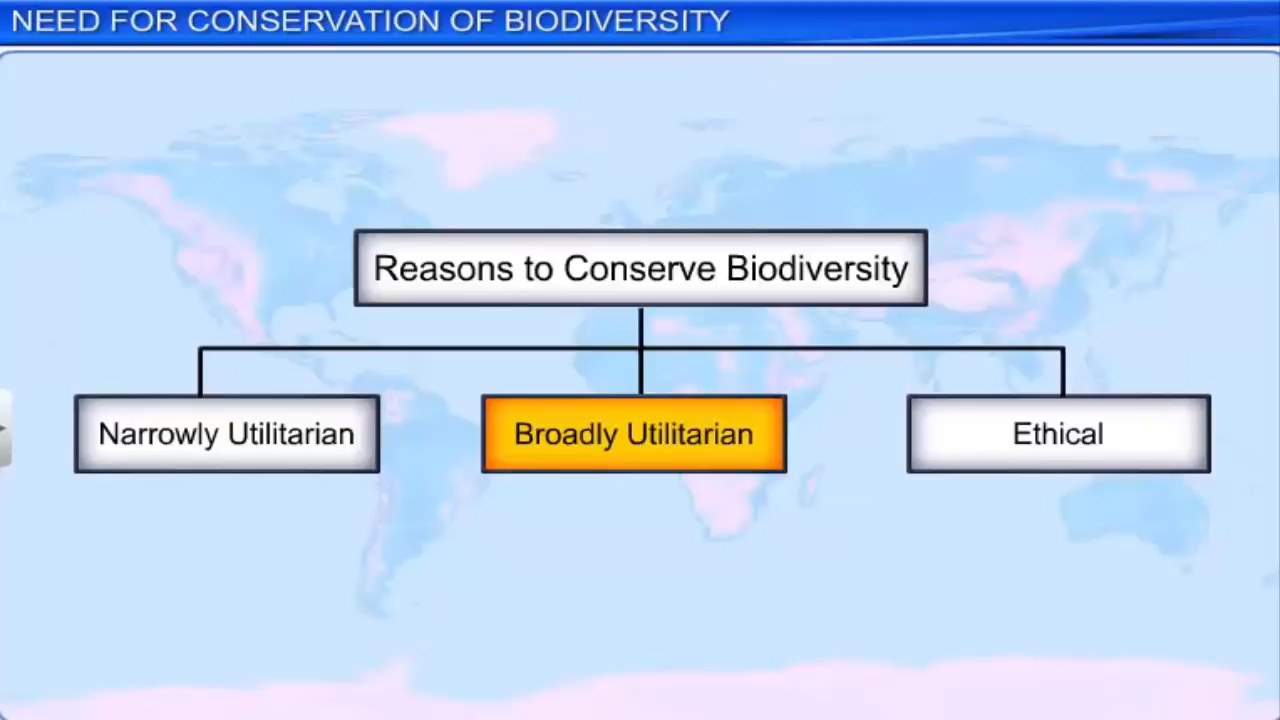 NEED FOR CONSERVATION OF BIODIVERSITY
Reasons to Conserve Biodiversity
Narrowly Utilitarian
Broadly Utilitarian
Ethical